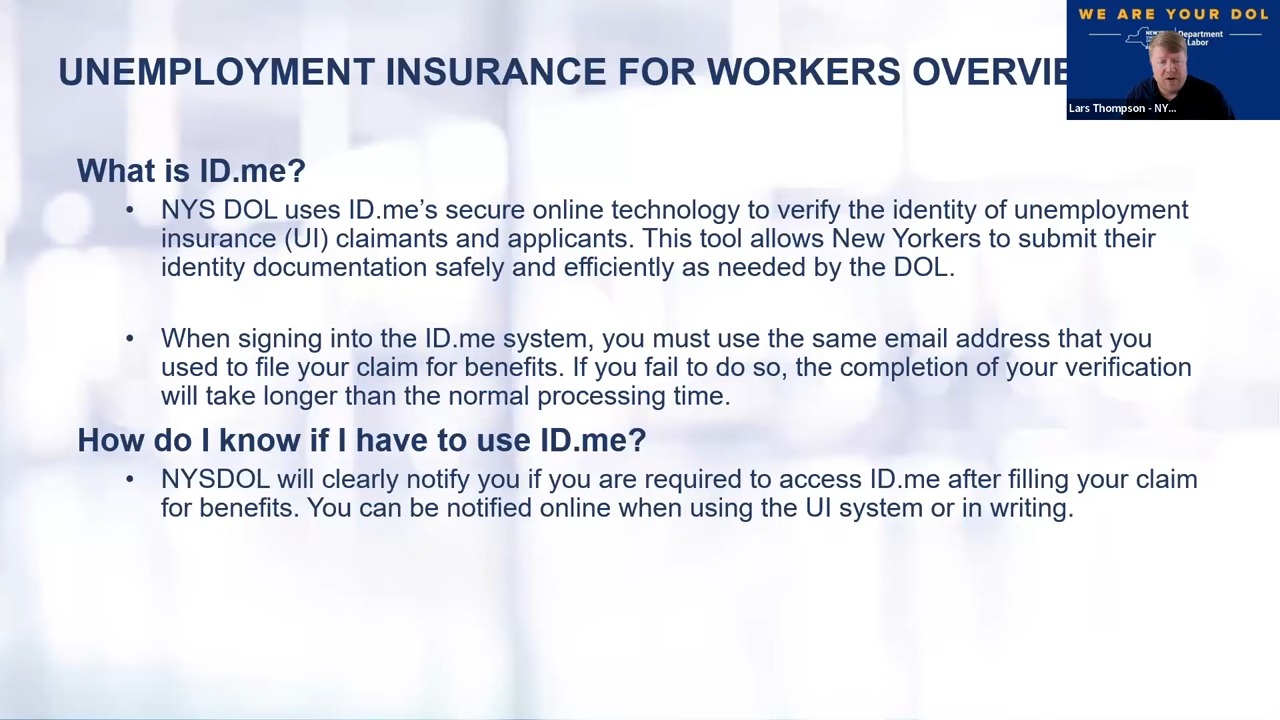 WE ARE YOUR DOL
Department
of Labor
Lars Thompson - NY...
UNEMPLOYMENT INSURANCE FOR WORKERS OVERVIE
What is ID.me?
• NYS DOL uses ID.me’s secure online technology to verify the identity of unemployment
insurance (UI) claimants and applicants. This tool allows New Yorkers to submit their
identity documentation safely and efficiently as needed by the DOL.
• When signing into the ID.me system, you must use the same email address that you
used to file your claim for benefits. If you fail to do so, the completion of your verification
will take longer than the normal processing time.
How do I know if I have to use ID.me?
• NYSDOL will clearly notify you if you are required to access ID.me after filling your claim
for benefits. You can be notified online when using the UI system or in writing.